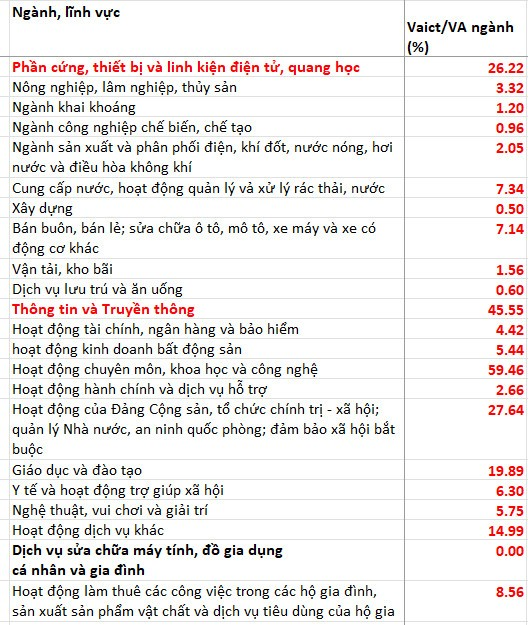 Ngành, lĩnh vực
Vaict/VA ngành
(%)
Phần cứng, thiết bị và linh kiện điện tử, quang học 26.22
Nông nghiệp, lâm nghiệp, thủy sản 3.32
Ngành khai khoáng 1.20
Ngành công nghiệp chế biến, chế tạo 0.96
Ngành sản xuất và phân phối điện, khí đốt, nước nóng, hơi
nước và điều hòa không khí 2.05
Cung cấp nước, hoạt động quản lý vả xử lý rác thải, nước 7.34
Xây dựng 0.50
Bán buôn, bán lẻ; sửa chữa ô tô, mô tô, xe máy và xe có
động cơ khác 7.14
Vận tải, kho bãi 1.56
Dịch vụ lưu trú và ăn uống 0.60
Thông tin và Truyền thông 45.55
Hoạt động tài chính, ngân hàng và bảo hiểm 4.42
hoạt động kinh doanh bất động sản 5.44
Hoạt động chuyên môn, khoa học và công nghệ 59.46
Hoạt động hành chính và dịch vụ hỗ trợ 2.66
Hoạt động của Đảng Cộng sản, tổ chức chính trị - xã hội; 27.64
quản lý Nhà nước, an ninh quốc phòng; đảm bảo xã hội bắt
buộc
Giáo dục và đào tạo 19.89
Y tế và hoạt động trợ giúp xã hội 6.30
Nghệ thuật, vui chơi và giải trí 5.75
Hoạt động dịch vụ khác 14.99
Dịch vụ sửa chữa máy tính, đồ gia dụng 0.00
cá nhân và gia đình
Hoạt động làm thuê các công việc trong các hộ gia đình, 8.56
sản xuất sản phẩm vật chất và dịch vụ tiêu dùng của hộ gia